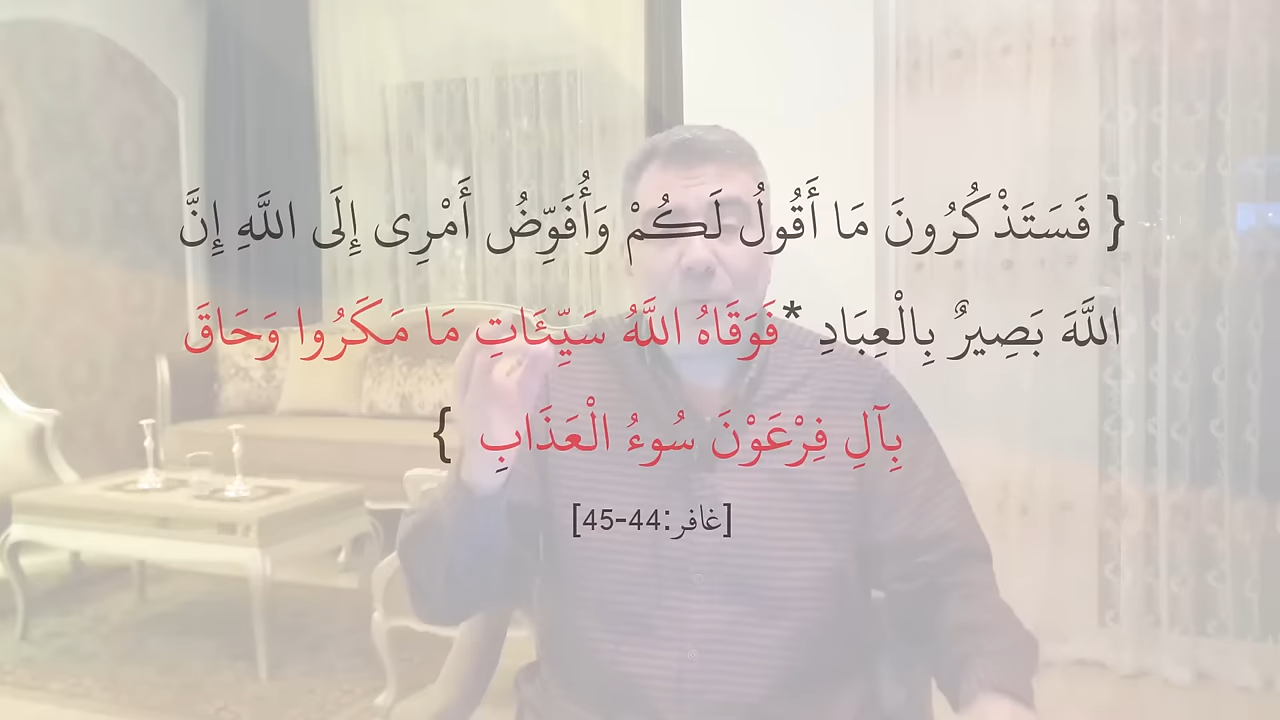 { فَسَتَذْكُرُونَ مَا أَقُولُ لَكُمْ وَأُفَوِّضُ أَمْرِى إِلَى اللَّهِ إِنَّ
اللَّهَ بَصِيرٌ بِالْعِبَادِ * فَوَقَاهُ اللَّهُ سَيِّئَاتِ مَا مَكَرُوا وَحَاقَ
بِآلِ فِرْعَوْنَ سُوءُ الْعَذَابِ }
[غافر:44-45]